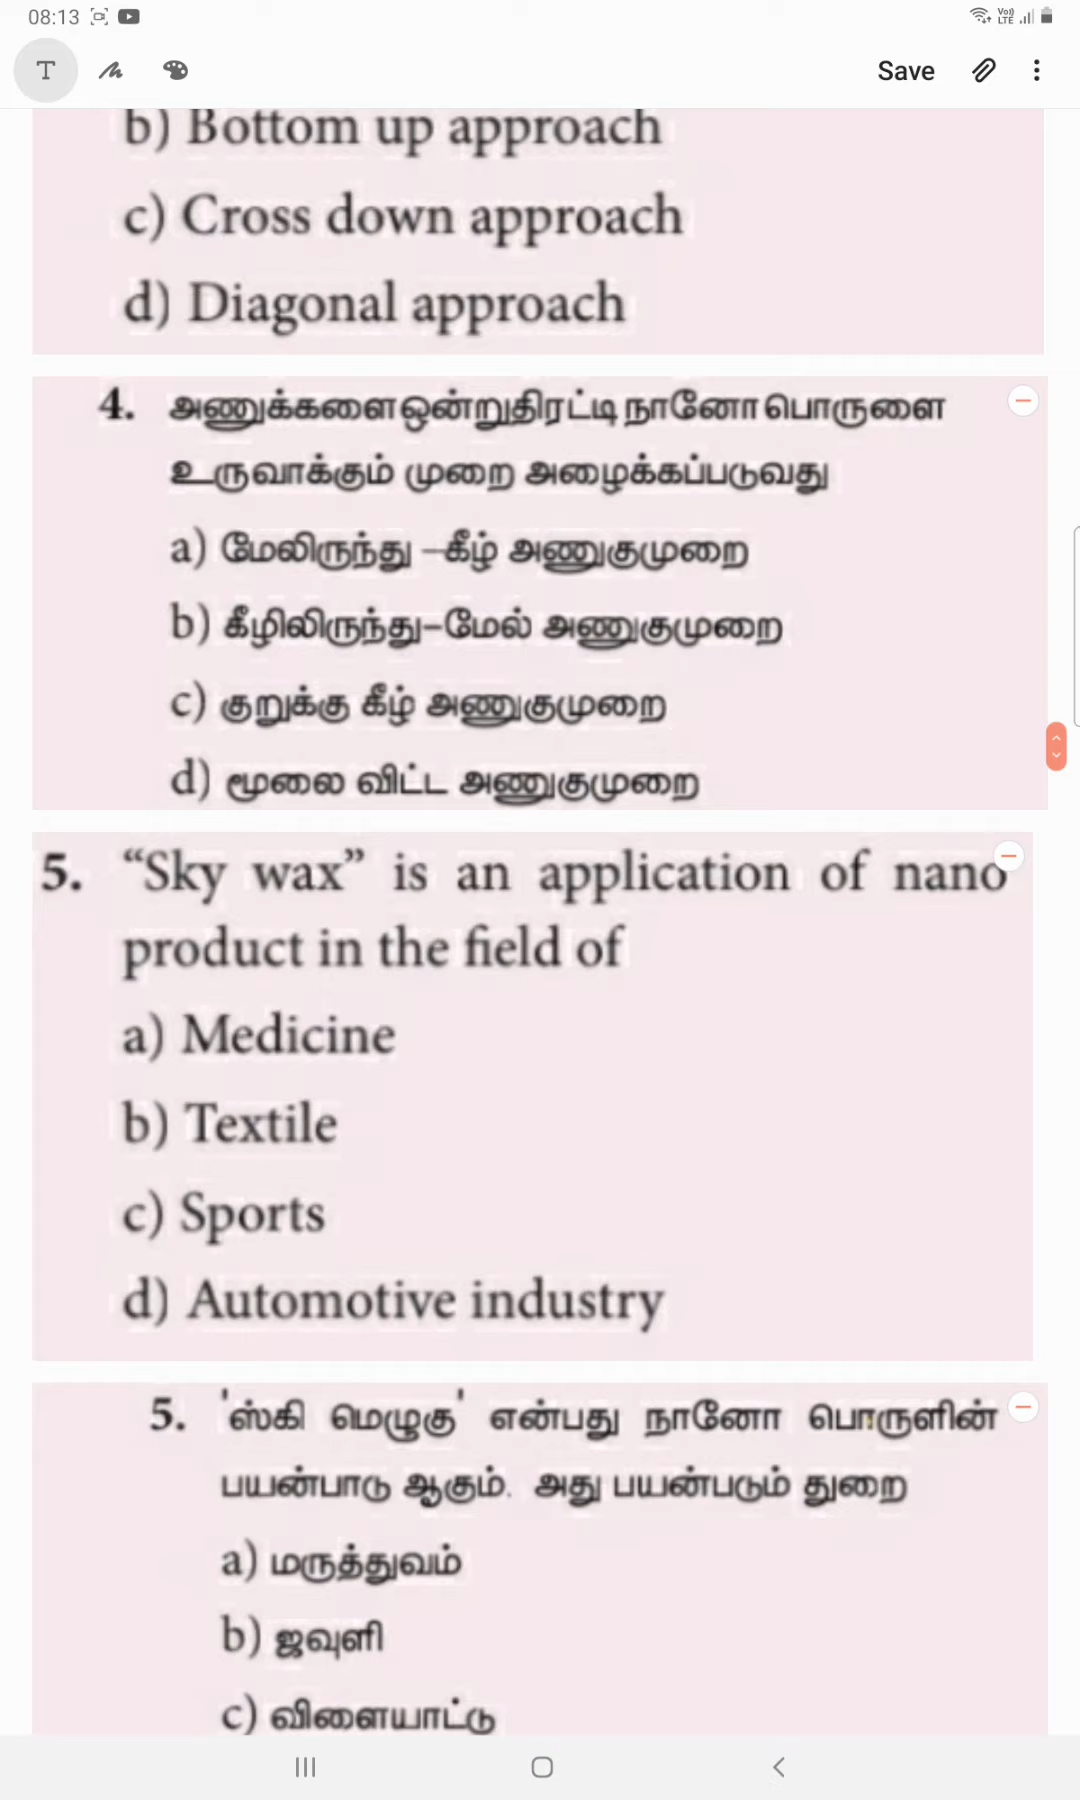 08:13
Vo))
LTE
T
Save
b) Bottom up approach
c) Cross down approach
d) Diagonal approach
4. அணுக்களை ஒன்றுதிரட்டி நானோ பொருளை
உருவாக்கும் முறை அழைக்கப்படுவது
a) மேலிருந்து –கீழ் அணுகுமுறை
b) கீழிலிருந்து–மேல் அணுகுமுறை
c) குறுக்கு கீழ் அணுகுமுறை
d) மூலை விட்ட அணுகுமுறை
5. “Sky wax” is an application of nano
product in the field of
a) Medicine
b) Textile
c) Sports
d) Automotive industry
5. 'ஸ்கி மெழுகு' என்பது நானோ பொருளின்
பயன்பாடு ஆகும். அது பயன்படும் துறை
a) மருத்துவம்
b) ஜவுளி
c) விளையாட்டு